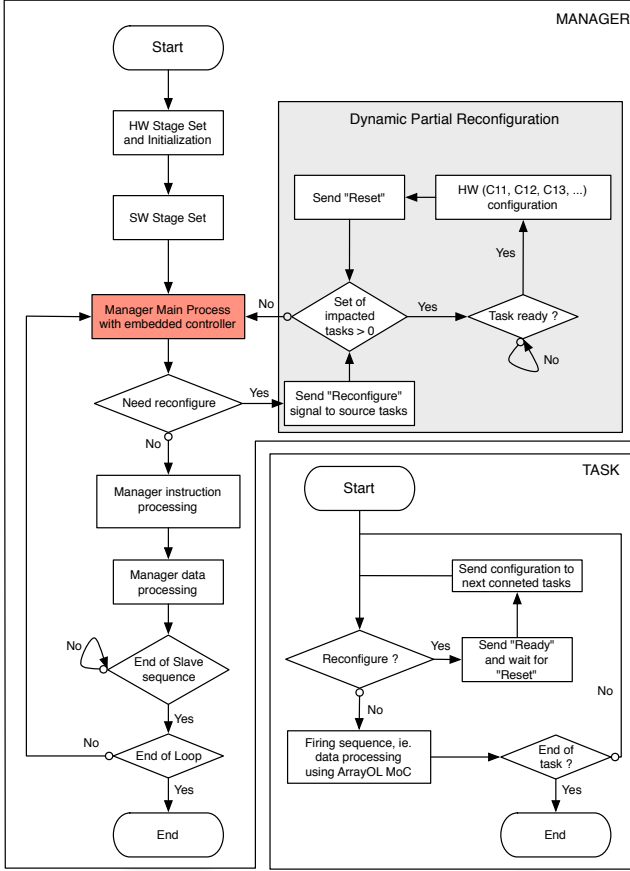 MANAGER
Start
HW Stage Set
and Initialization
SW Stage Set
Manager Main Process
with embedded controller
Need reconfigure
Yes
No
Manager instruction
processing
Manager data
processing
End of Slave
sequence
No
Yes
End of Loop
No
Yes
End
Dynamic Partial Reconfiguration
Send "Reset"
HW (C11, C12, C13, ...)
configuration
Yes
No
Set of
impacted
tasks > 0
Yes
Task ready ?
No
Send "Reconfigure"
signal to source tasks
TASK
Start
Send configuration to
next conneted tasks
Reconfigure ?
Yes
Send "Ready"
and wait for
"Reset"
No
No
Firing sequence, ie.
data processing
using ArrayOL MoC
End of
task ?
Yes
End